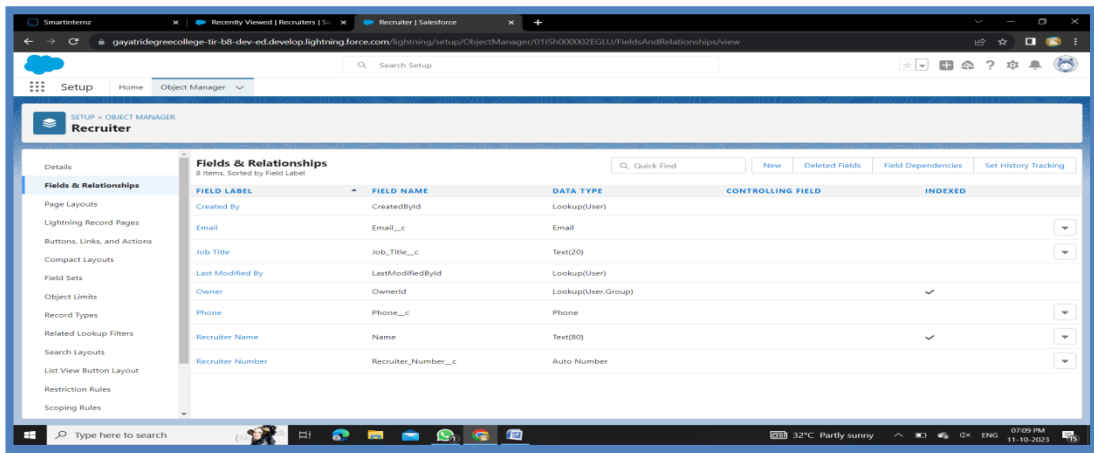 Smartinternz
Recently Viewed | Recruiters | Sa
Recruiter | Salesforce
gayatridegreecollege-tir-b8-dev-ed.develop.lightning.force.com/lightning/setup/ObjectManager/01I5h000002EGLU/FieldsAndRelationships/view
Search Setup
Setup Home Object Manager
SETUP > OBJECT MANAGER
Recruiter
Details
Fields & Relationships
Page Layouts
Lightning Record Pages
Buttons, Links, and Actions
Compact Layouts
Field Sets
Object Limits
Record Types
Related Lookup Filters
Search Layouts
List View Button Layout
Restriction Rules
Scoping Rules
Fields & Relationships
8 Items, Sorted by Field Label
Quick Find New Deleted Fields Field Dependencies Set History Tracking
FIELD LABEL FIELD NAME DATA TYPE CONTROLLING FIELD INDEXED
Created By CreatedById Lookup(User)
Email Email__c Email
Job Title Job_Title__c Text(20)
Last Modified By LastModifiedById Lookup(User)
Owner OwnerId Lookup(User,Group)
Phone Phone__c Phone
Recruiter Name Name Text(80)
Recruiter Number Recruiter_Number__c Auto Number
Type here to search
32°C Partly sunny ENG 07:09 PM
11-10-2023 15